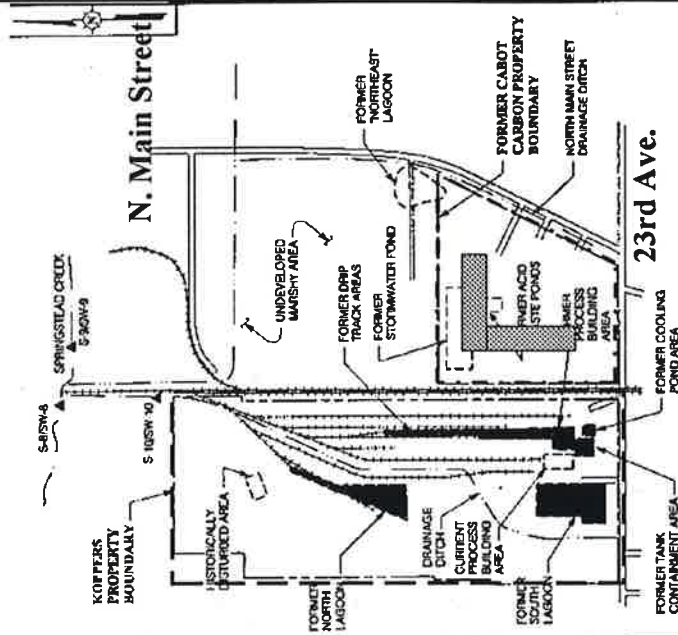 N. Main Street
SPRINGSTEAD CREEK
S-9/SW-9
S-8/SW-8
S-10/SW-10
KOPPERS
PROPERTY
BOUNDARY
HISTORICALLY
DISTURBED AREA
UNDEVELOPED
MARSHY AREA
FORMER
"NORTHEAST"
LAGOON
FORMER DRIP
TRACK AREAS
FORMER
STORMWATER POND
FORMER CABOT
CARBON PROPERTY
BOUNDARY
NORTH MAIN STREET
DRAINAGE DITCH
PROCESS
BUILDING
AREA
FORMER
NORTH
LAGOON
DRAINAGE
DITCH
CURRENT
PROCESS
BUILDING
AREA
FORMER
SOUTH
LAGOON
FORMER TANK
CONTAINMENT AREA
FORMER COOLING
POND AREA
23rd Ave.